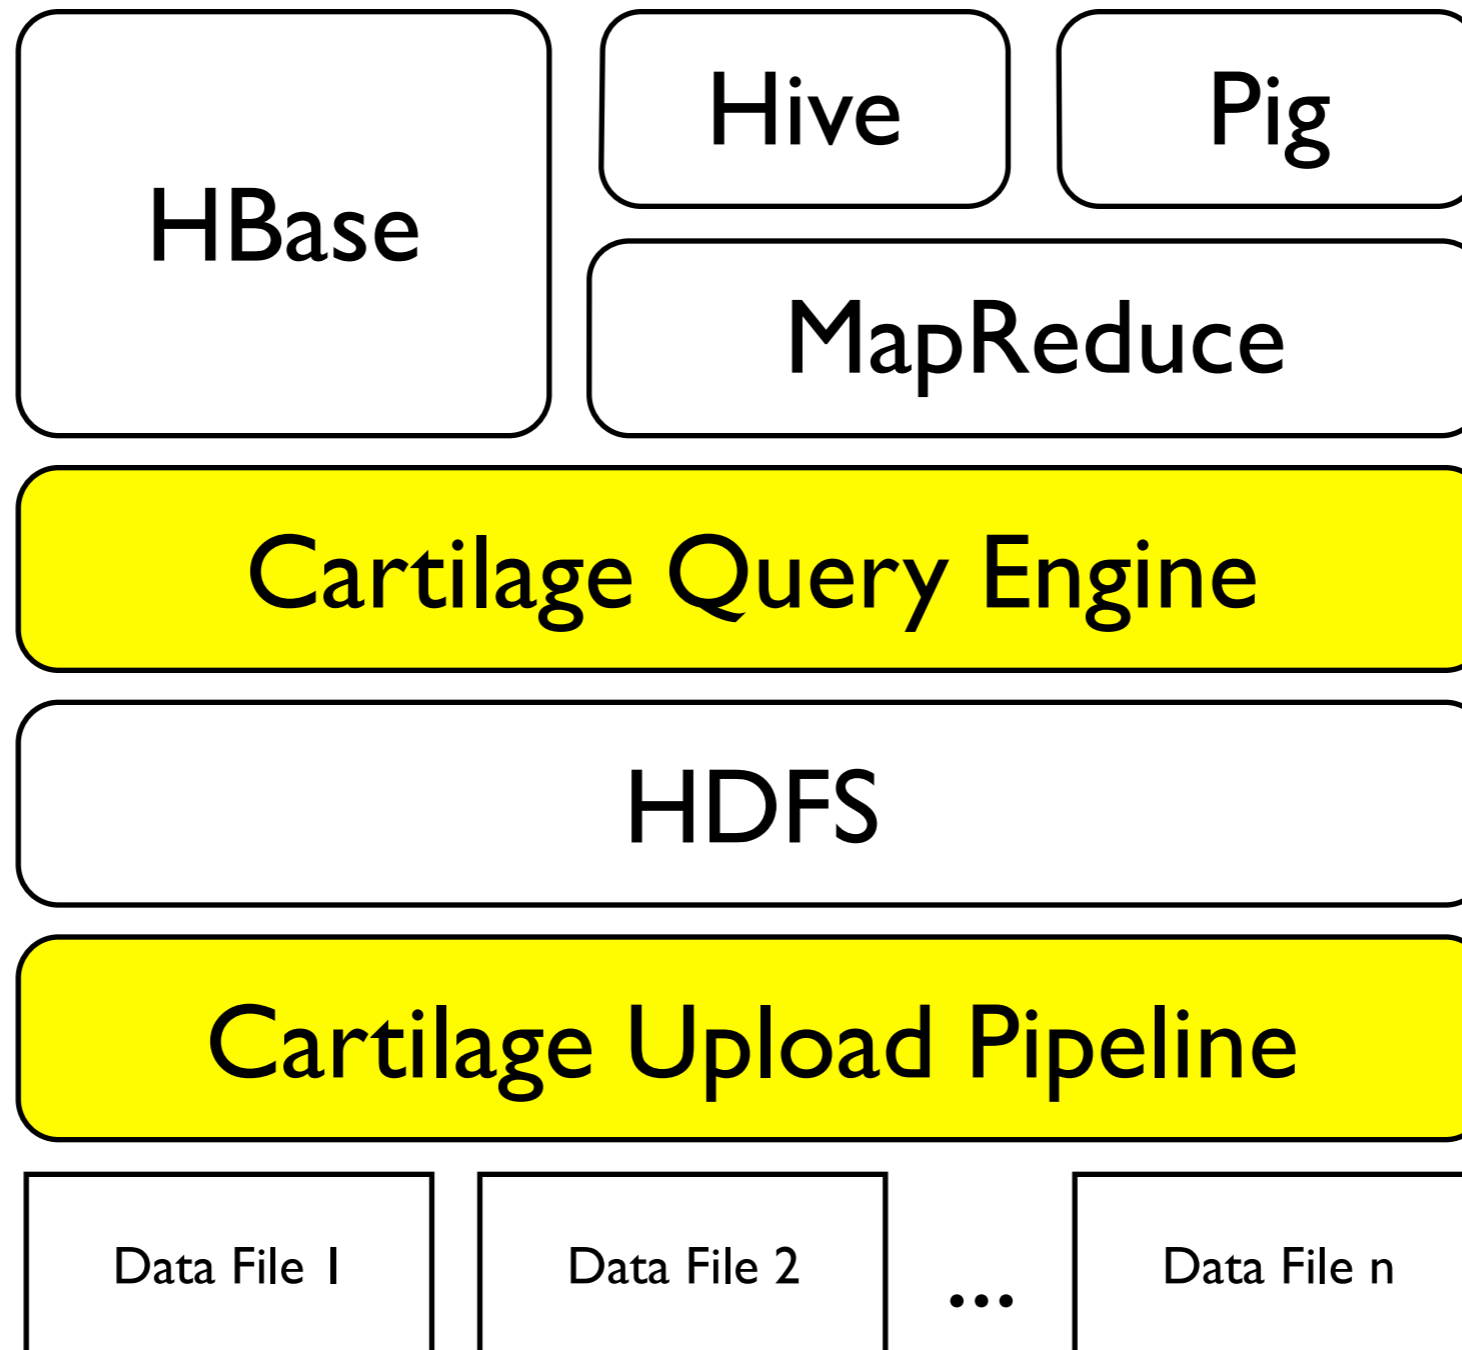 HBase
Hive
Pig
MapReduce
Cartilage Query Engine
HDFS
Cartilage Upload Pipeline
Data File 1
Data File 2
...
Data File n